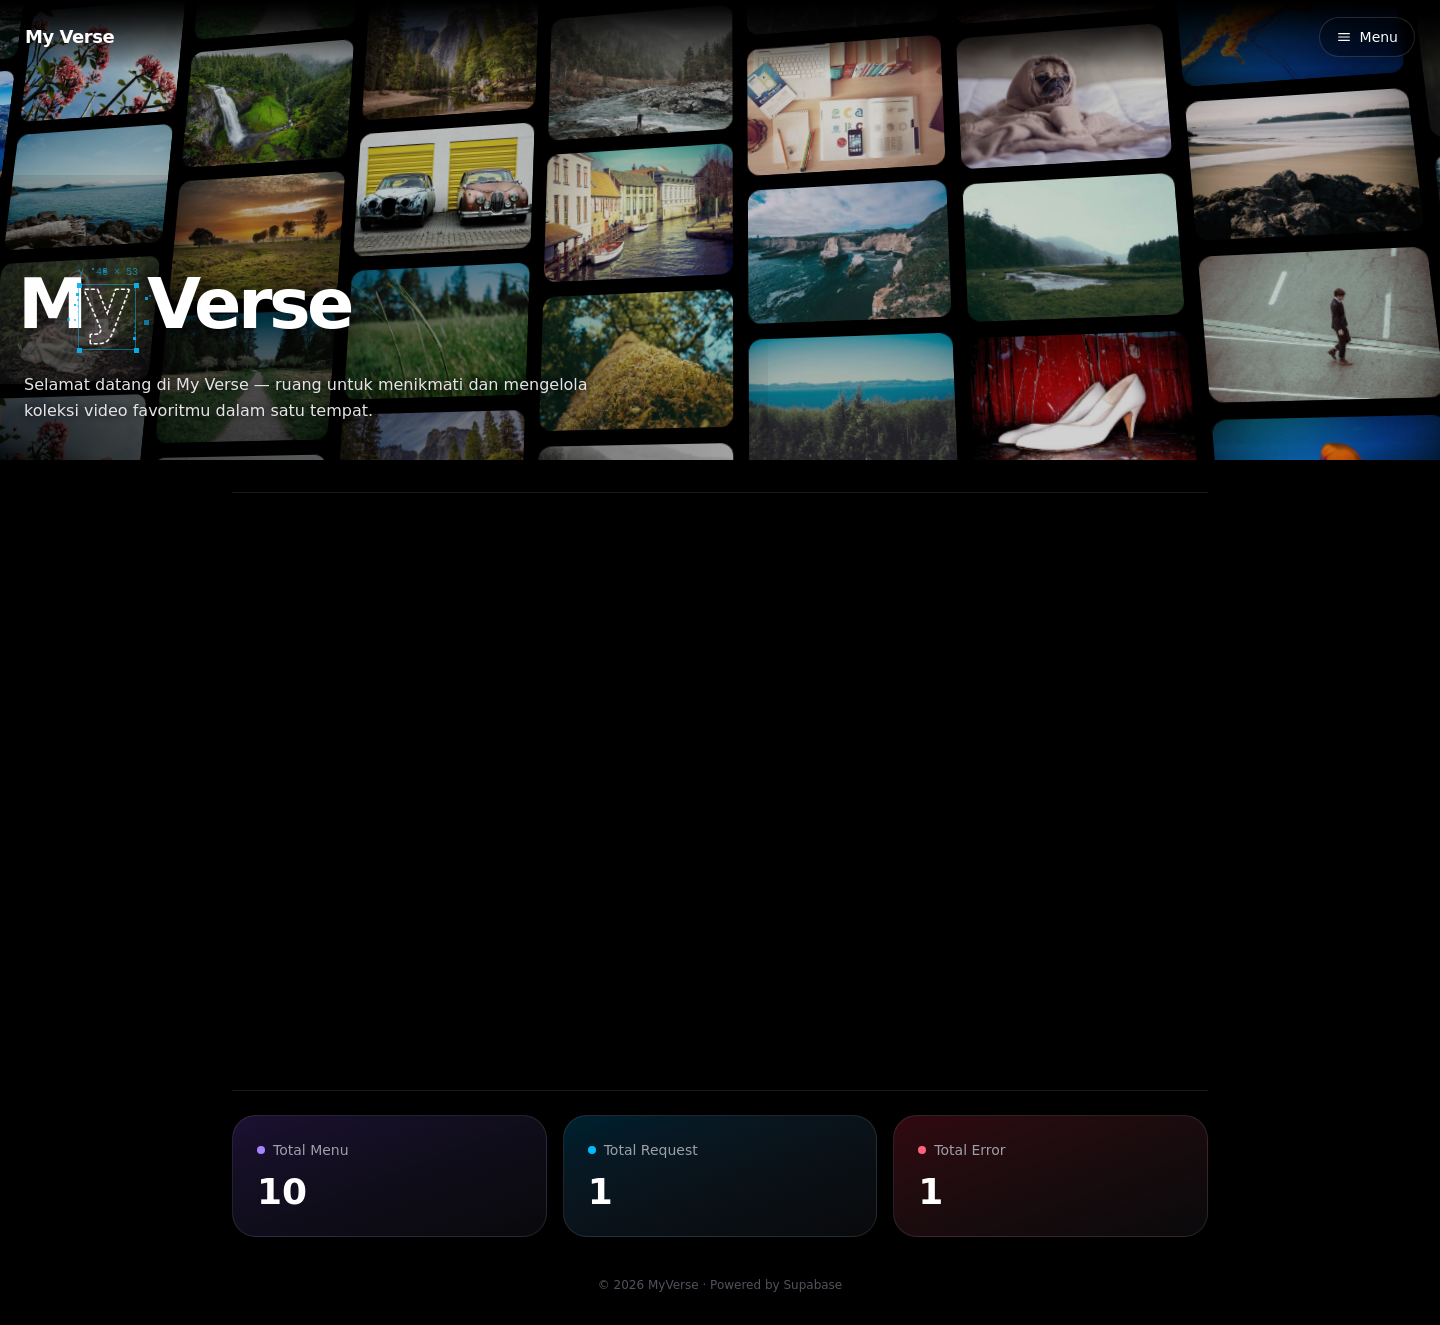 My Verse
Menu
y 46 × 53
My Verse
Selamat datang di My Verse — ruang untuk menikmati dan mengelola
koleksi video favoritmu dalam satu tempat.
Total Menu
10
Total Request
1
Total Error
1
© 2026 MyVerse · Powered by Supabase